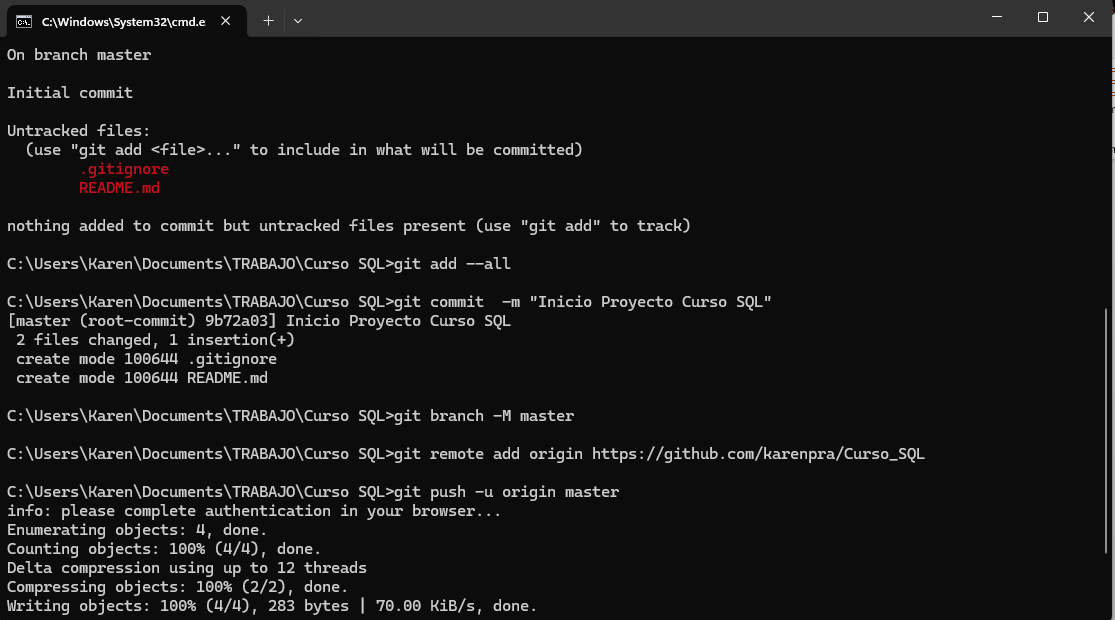 C:\Windows\System32\cmd.e
On branch master
Initial commit
Untracked files:
(use "git add <file>..." to include in what will be committed)
.gitignore
README.md
nothing added to commit but untracked files present (use "git add" to track)
C:\Users\Karen\Documents\TRABAJO\Curso SQL>git add --all
C:\Users\Karen\Documents\TRABAJO\Curso SQL>git commit  -m "Inicio Proyecto Curso SQL"
[master (root-commit) 9b72a03] Inicio Proyecto Curso SQL
2 files changed, 1 insertion(+)
create mode 100644 .gitignore
create mode 100644 README.md
C:\Users\Karen\Documents\TRABAJO\Curso SQL>git branch -M master
C:\Users\Karen\Documents\TRABAJO\Curso SQL>git remote add origin https://github.com/karenpra/Curso_SQL
C:\Users\Karen\Documents\TRABAJO\Curso SQL>git push -u origin master
info: please complete authentication in your browser...
Enumerating objects: 4, done.
Counting objects: 100% (4/4), done.
Delta compression using up to 12 threads
Compressing objects: 100% (2/2), done.
Writing objects: 100% (4/4), 283 bytes | 70.00 KiB/s, done.